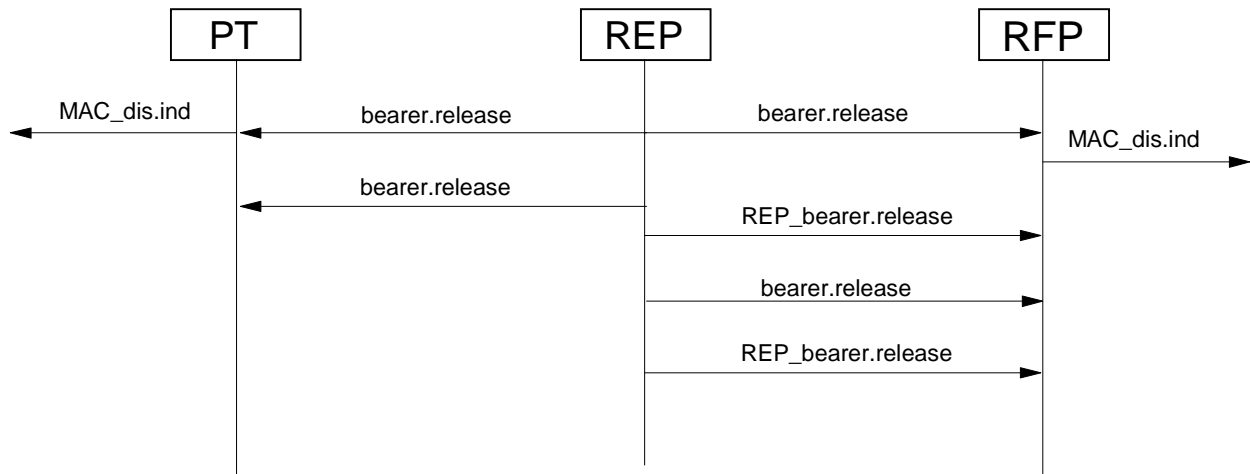 PT
REP
RFP
MAC_dis.ind
bearer.release
bearer.release
MAC_dis.ind
bearer.release
REP_bearer.release
bearer.release
REP_bearer.release